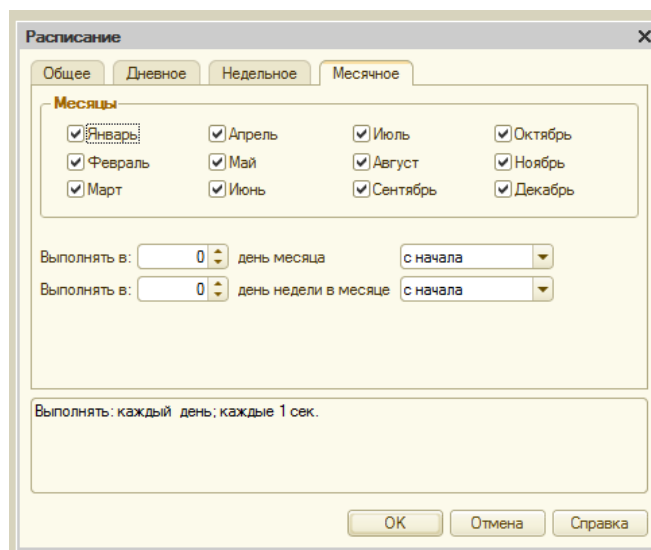 Расписание
Общее Дневное Недельное Месячное
Месяцы
Январь Апрель Июль Октябрь
Февраль Май Август Ноябрь
Март Июнь Сентябрь Декабрь
Выполнять в: 0 день месяца с начала
Выполнять в: 0 день недели в месяце с начала
Выполнять: каждый день; каждые 1 сек.
OK Отмена Справка